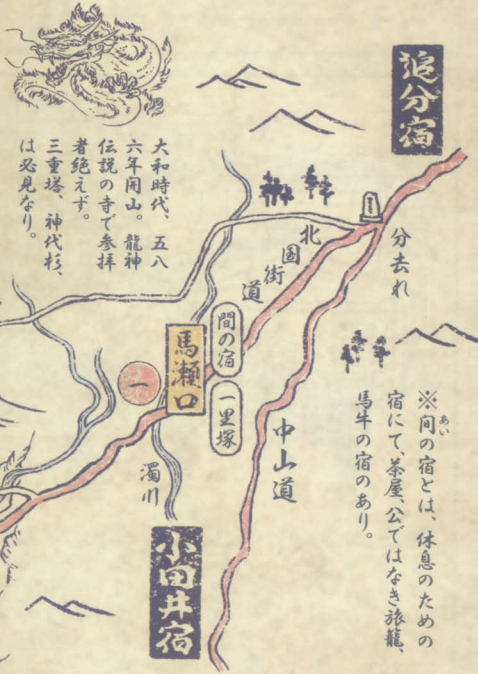 追分宿
分去れ
北国街道
中山道
※間の宿とは、休息のための
あい
宿にて、茶屋、公ではなき旅籠、
馬牛の宿のあり。
間の宿
一里塚
馬瀬口
一
濁川
小田井宿
大和時代、五八
六年開山。龍神
伝説の寺で参拝
者絶えず。
三重塔、神代杉、
は必見なり。